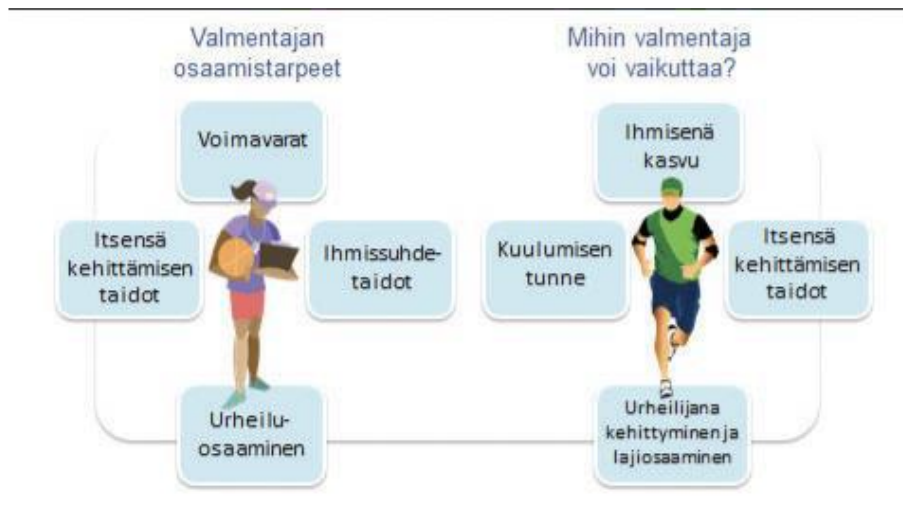 Valmentajan
osaamistarpeet
Voimavarat
Itsensä
kehittämisen
taidot
Ihmissuhde-
taidot
Urheilu-
osaaminen
Mihin valmentaja
voi vaikuttaa?
Ihmisenä
kasvu
Kuulumisen
tunne
Itsensä
kehittämisen
taidot
Urheilijana
kehittyminen ja
lajiosaaminen